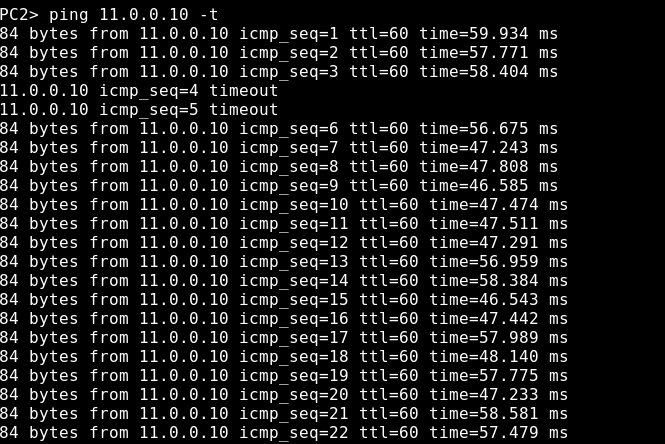 PC2> ping 11.0.0.10 -t
84 bytes from 11.0.0.10 icmp_seq=1 ttl=60 time=59.934 ms
84 bytes from 11.0.0.10 icmp_seq=2 ttl=60 time=57.771 ms
84 bytes from 11.0.0.10 icmp_seq=3 ttl=60 time=58.404 ms
11.0.0.10 icmp_seq=4 timeout
11.0.0.10 icmp_seq=5 timeout
84 bytes from 11.0.0.10 icmp_seq=6 ttl=60 time=56.675 ms
84 bytes from 11.0.0.10 icmp_seq=7 ttl=60 time=47.243 ms
84 bytes from 11.0.0.10 icmp_seq=8 ttl=60 time=47.808 ms
84 bytes from 11.0.0.10 icmp_seq=9 ttl=60 time=46.585 ms
84 bytes from 11.0.0.10 icmp_seq=10 ttl=60 time=47.474 ms
84 bytes from 11.0.0.10 icmp_seq=11 ttl=60 time=47.511 ms
84 bytes from 11.0.0.10 icmp_seq=12 ttl=60 time=47.291 ms
84 bytes from 11.0.0.10 icmp_seq=13 ttl=60 time=56.959 ms
84 bytes from 11.0.0.10 icmp_seq=14 ttl=60 time=58.384 ms
84 bytes from 11.0.0.10 icmp_seq=15 ttl=60 time=46.543 ms
84 bytes from 11.0.0.10 icmp_seq=16 ttl=60 time=47.442 ms
84 bytes from 11.0.0.10 icmp_seq=17 ttl=60 time=57.989 ms
84 bytes from 11.0.0.10 icmp_seq=18 ttl=60 time=48.140 ms
84 bytes from 11.0.0.10 icmp_seq=19 ttl=60 time=57.775 ms
84 bytes from 11.0.0.10 icmp_seq=20 ttl=60 time=47.233 ms
84 bytes from 11.0.0.10 icmp_seq=21 ttl=60 time=58.581 ms
84 bytes from 11.0.0.10 icmp_seq=22 ttl=60 time=57.479 ms